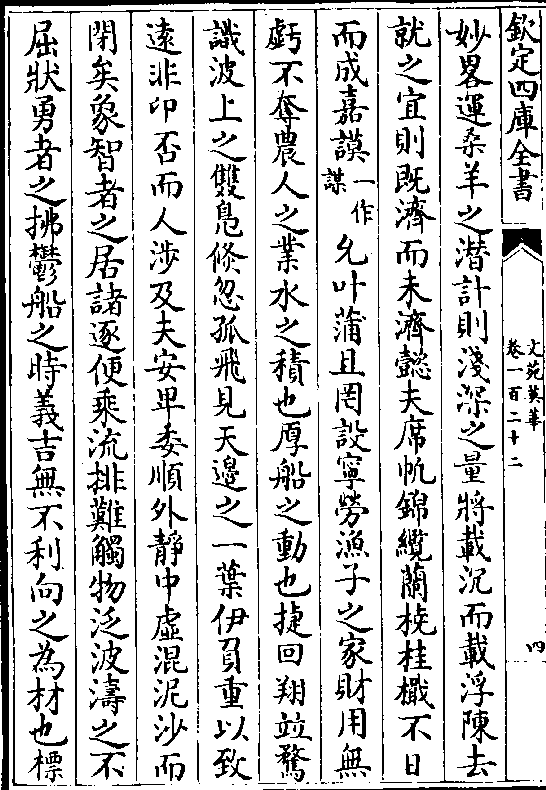 欽定四庫全書
文苑英華
卷一百二十二
四
妙畧運桑羊之潛計則淺深之量將載沉而載浮陳去
就之宜則既濟而未濟懿夫席帆錦纜蘭橈桂檝不日
而成嘉謨一作謀允叶蒲且罔設寧勞漁子之家財用無
虧不奪農人之業水之積也厚船之動也捷回翔竝騖
識波上之雙鳧倐忽孤飛見天邊之一葉伊負重以致
遠非卬否而人涉及夫安卑委順外靜中虛混泥沙而
閉矣象智者之居諸逐便乘流排難觸物泛波濤之不
屈狀勇者之拂鬱船之時義吉無不利向之為材也標